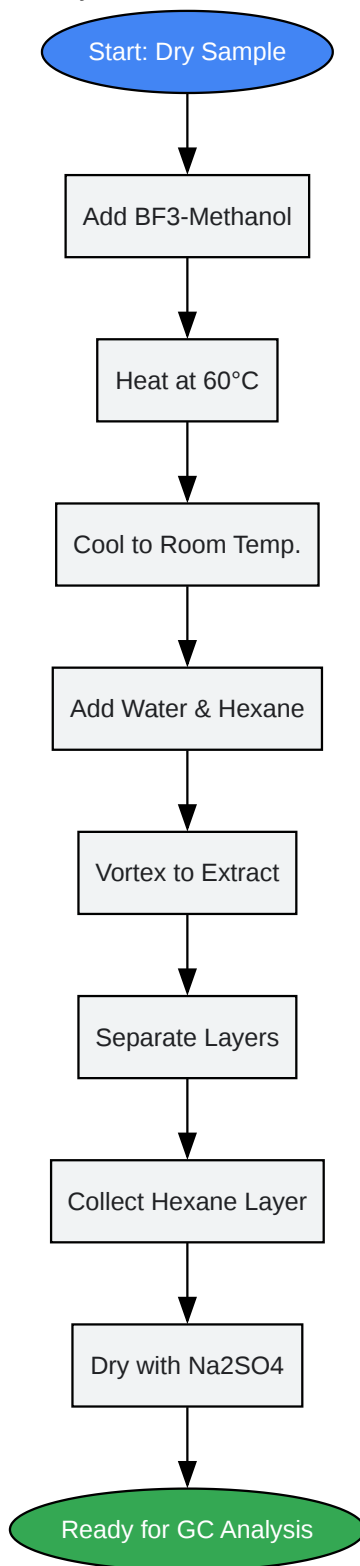 Start: Dry Sample
Add BF3-Methanol
Heat at 60°C
Cool to Room Temp.
Add Water & Hexane
Vortex to Extract
Separate Layers
Collect Hexane Layer
Dry with Na2SO4
Ready for GC Analysis